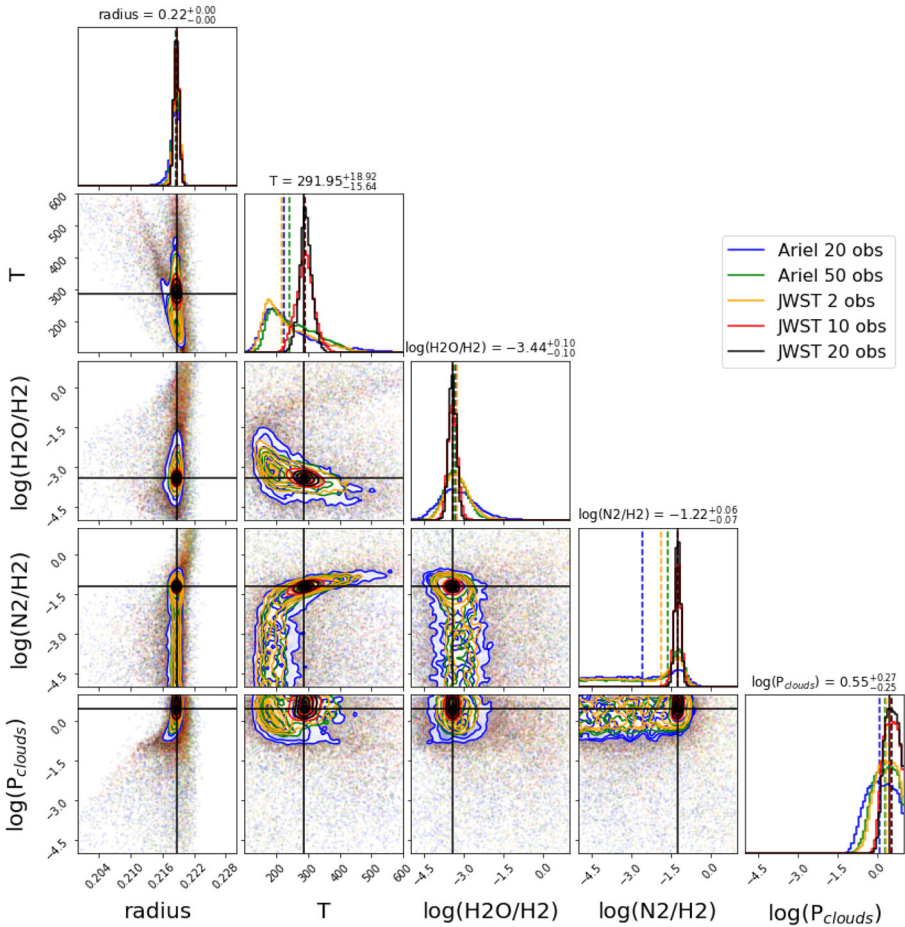 radius = 0.22^{+0.00}_{-0.00}
T = 291.95^{+18.92}_{-15.64}
600
500
400
300
200
T
Ariel 20 obs
Ariel 50 obs
JWST 2 obs
JWST 10 obs
JWST 20 obs
log(H2O/H2) = −3.44^{+0.10}_{-0.10}
0.0
−1.5
−3.0
−4.5
log(H2O/H2)
log(N2/H2) = −1.22^{+0.06}_{-0.07}
0.0
−1.5
−3.0
−4.5
log(N2/H2)
log(P_{clouds}) = 0.55^{+0.27}_{-0.25}
0.0
−1.5
−3.0
−4.5
log(P_{clouds})
0.204 0.210 0.216 0.222 0.228 200 300 400 500 600 −4.5 −3.0 −1.5 0.0 −4.5 −3.0 −1.5 0.0 −4.5 −3.0 −1.5 0.0
radius T log(H2O/H2) log(N2/H2) log(P_{clouds})